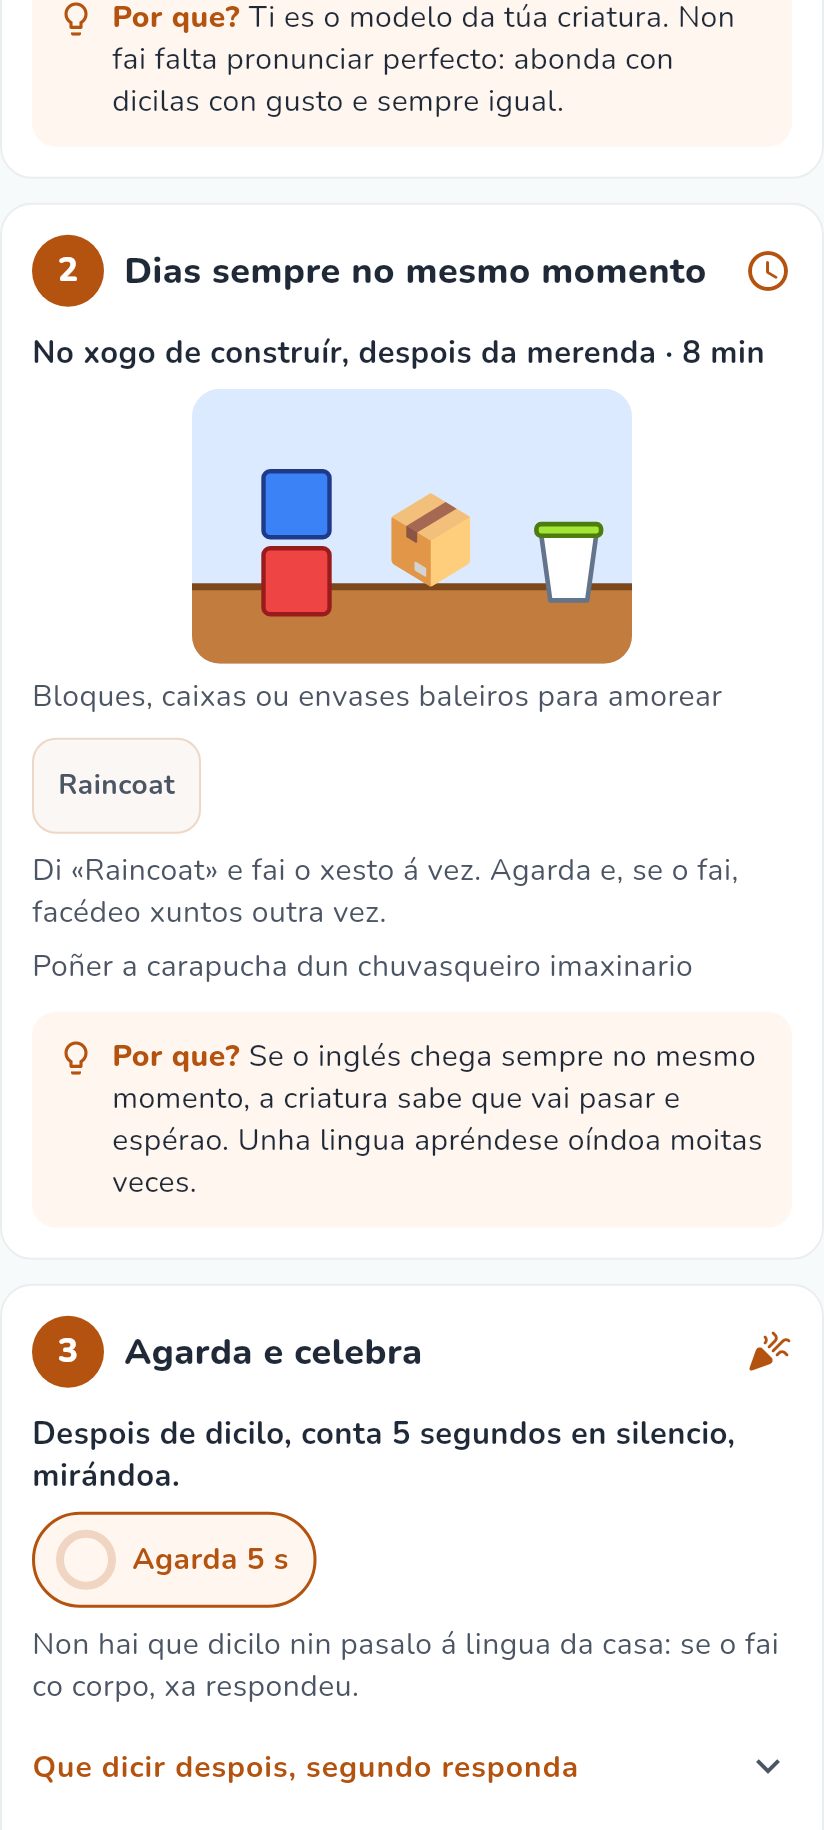 Por que? Ti es o modelo da túa criatura. Non
fai falta pronunciar perfecto: abonda con
dicilas con gusto e sempre igual.
2 Dias sempre no mesmo momento
No xogo de construír, despois da merenda · 8 min
Bloques, caixas ou envases baleiros para amorear
Raincoat
Di «Raincoat» e fai o xesto á vez. Agarda e, se o fai,
facédeo xuntos outra vez.
Poñer a carapucha dun chuvasqueiro imaxinario
Por que? Se o inglés chega sempre no mesmo
momento, a criatura sabe que vai pasar e
espérao. Unha lingua apréndese oíndoa moitas
veces.
3 Agarda e celebra
Despois de dicilo, conta 5 segundos en silencio,
mirándoa.
Agarda 5 s
Non hai que dicilo nin pasalo á lingua da casa: se o fai
co corpo, xa respondeu.
Que dicir despois, segundo responda